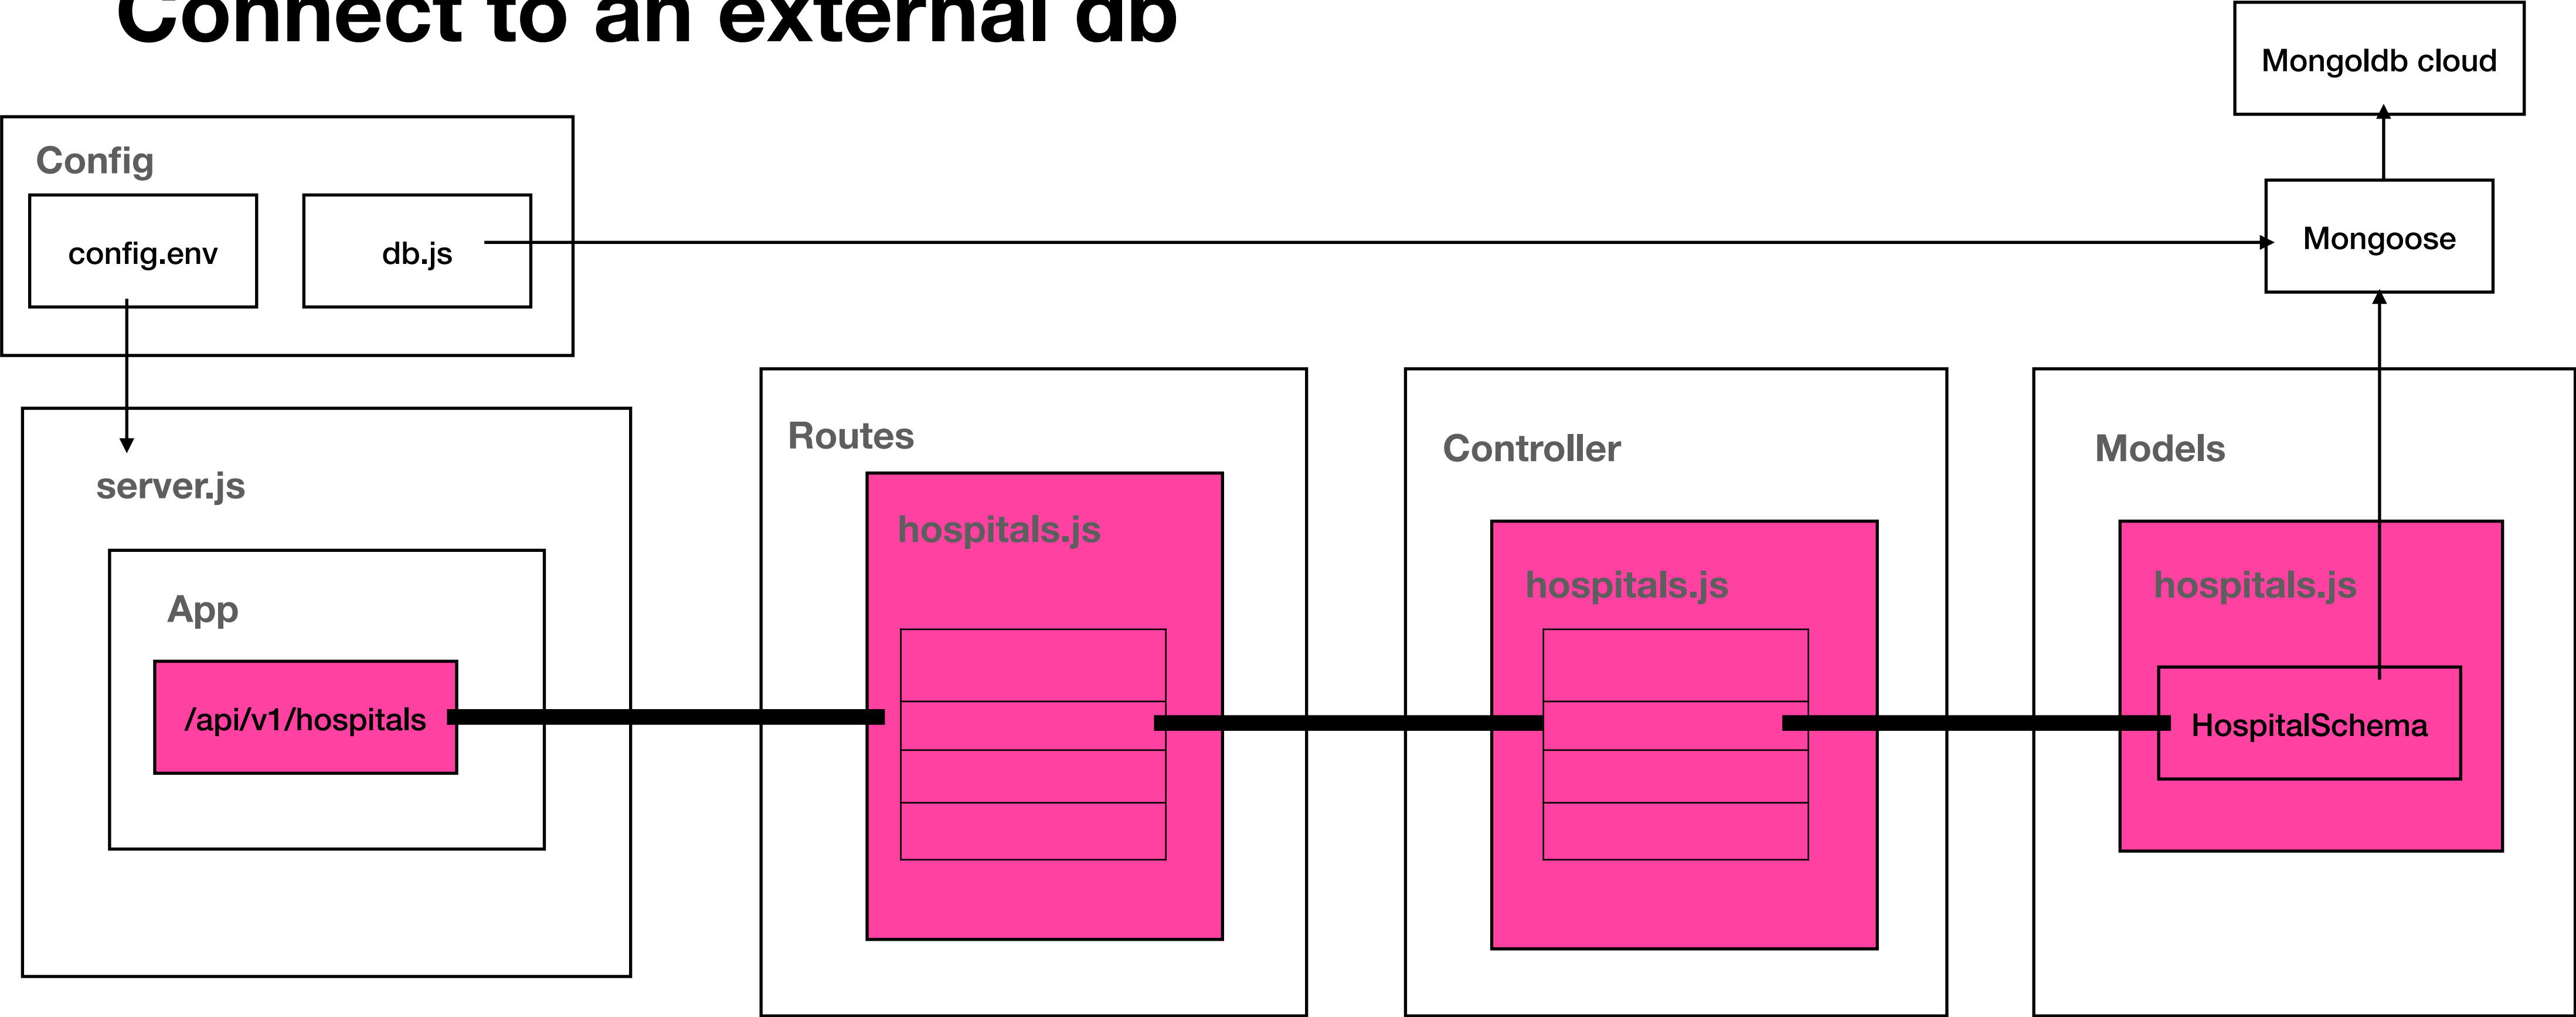 Connect to an external db
Mongoldb cloud
Config
config.env
db.js
Mongoose
server.js
App
/api/v1/hospitals
Routes
hospitals.js
Controller
hospitals.js
Models
hospitals.js
HospitalSchema